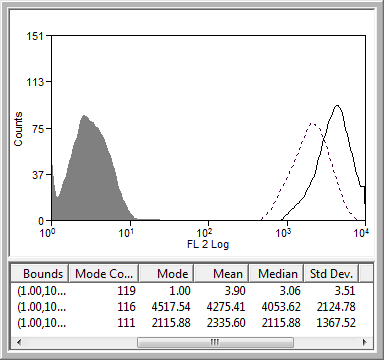 151
113
75
37
0
Counts
10⁰ 10¹ 10² 10³ 10⁴
FL 2 Log
Bounds Mode Co... Mode Mean Median Std Dev.
(1.00,10... 119 1.00 3.90 3.06 3.51
(1.00,10... 116 4517.54 4275.41 4053.62 2124.78
(1.00,10... 111 2115.88 2335.60 2115.88 1367.52